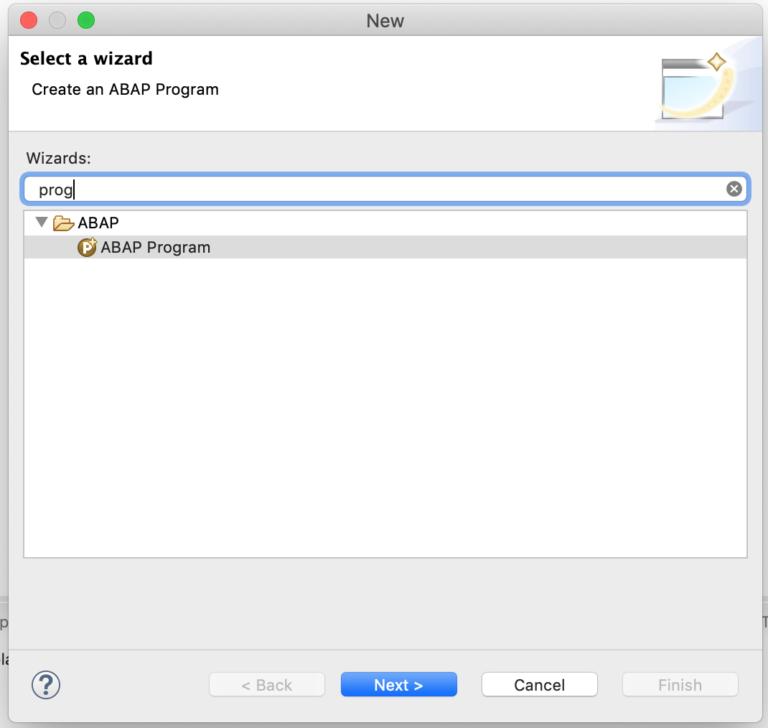 New
Select a wizard
Create an ABAP Program
Wizards:
prog
ABAP
P ABAP Program
? < Back Next > Cancel Finish